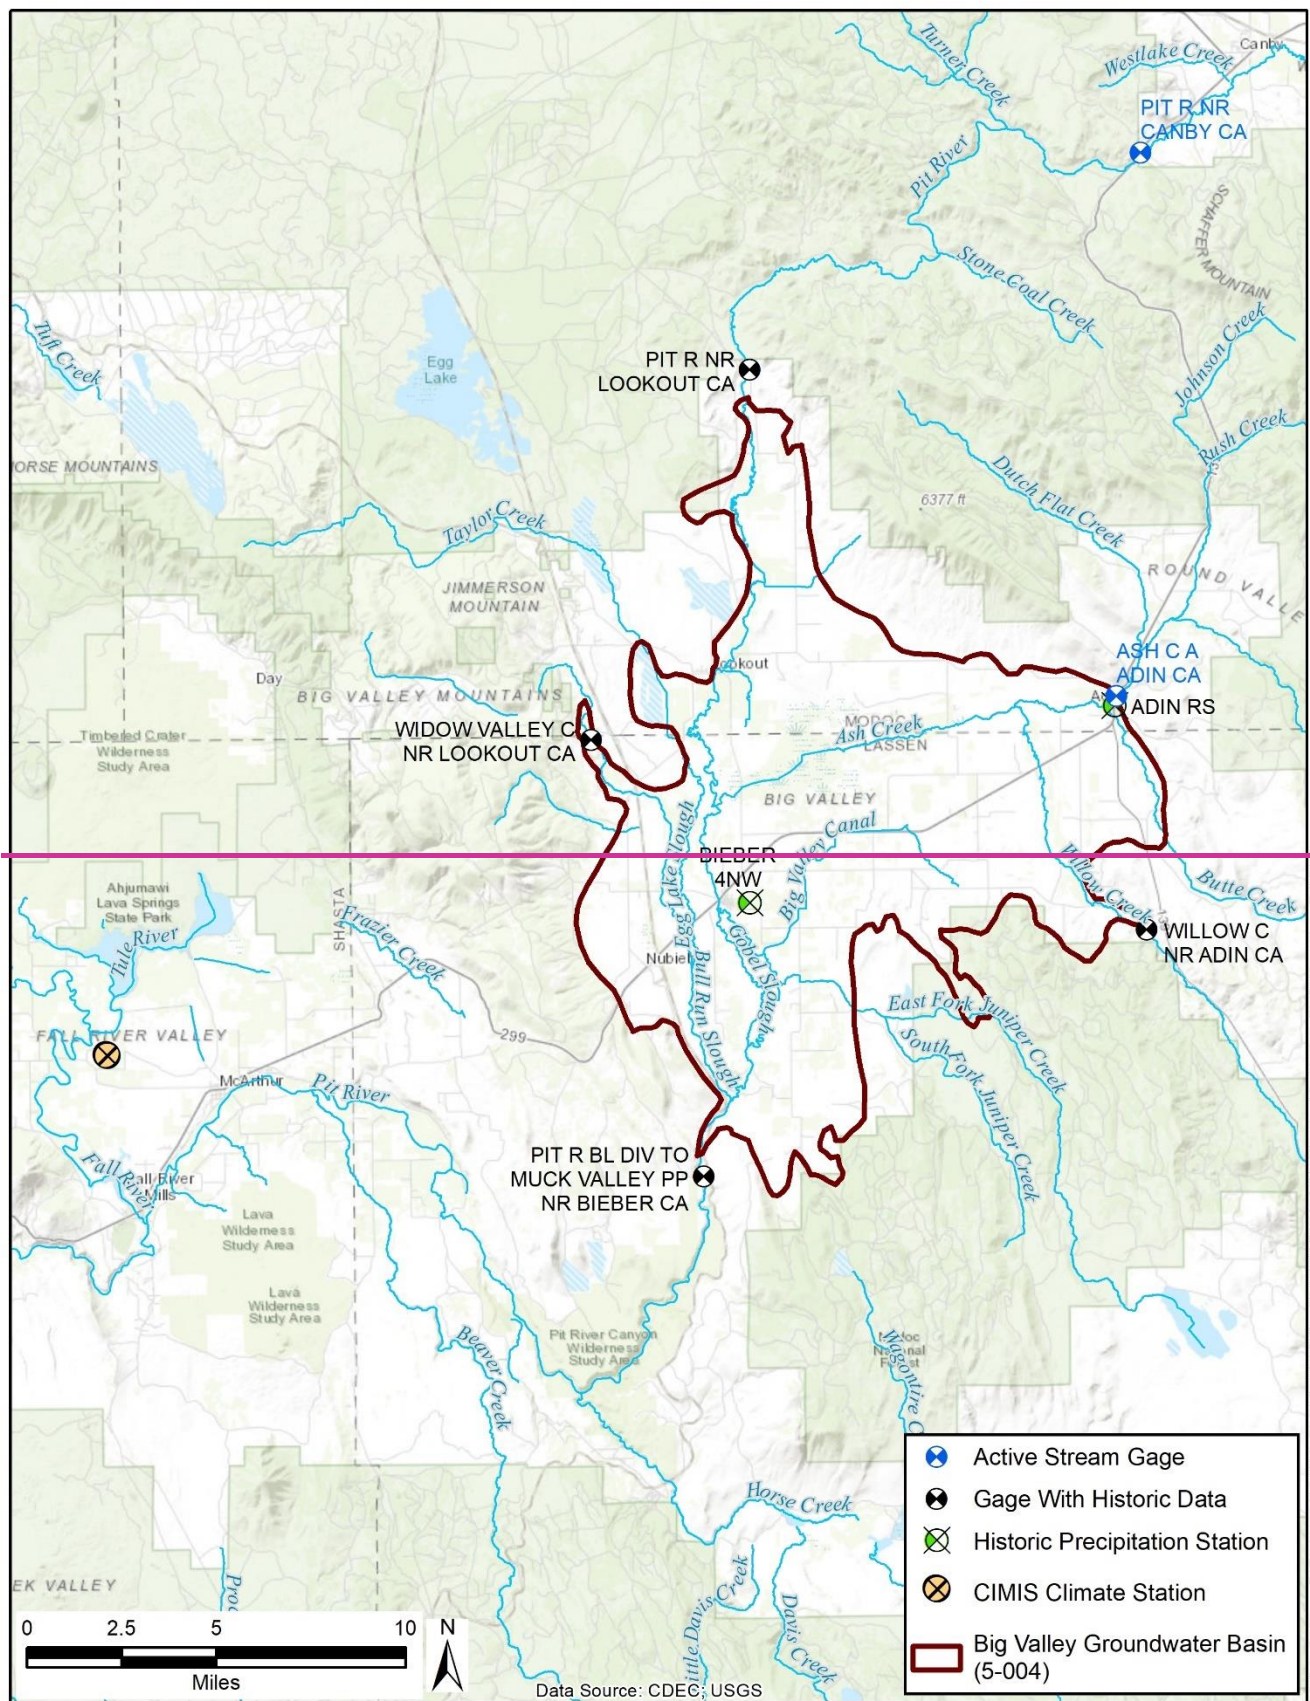 Turner Creek
Westlake Creek
Canby
PIT R NR
CANBY CA
Pit River
SCHAFFER MOUNTAIN
Stone Coal Creek
Johnson Creek
Tuff Creek
Egg
Lake
PIT R NR
LOOKOUT CA
Rush Creek
ORSE MOUNTAINS
6377 ft
Dutch Flat Creek
Taylor Creek
ROUND VALLE
JIMMERSON
MOUNTAIN
ASH C A
ADIN CA
ookout
Day
BIG VALLEY MOUNTAINS
ADIN RS
WIDOW VALLEY C
NR LOOKOUT CA
MODOC
LASSEN
Ash Creek
Timbered Crater
Wilderness
Study Area
BIG VALLEY
Egg Lake Slough
Big Valley Canal
BIEBER
4NW
Willow Creek
Butte Creek
Ahjumawi
Lava Springs
State Park
SHASTA
Frazier Creek
Tule River
139
WILLOW C
NR ADIN CA
Gobel Slough
Nubieb
Bull Run Slough
East Fork Juniper Creek
FALL RIVER VALLEY
299
South Fork Juniper Creek
McArthur
Pit River
PIT R BL DIV TO
MUCK VALLEY PP
NR BIEBER CA
Fall River
all River
Mills
Lava
Wilderness
Study Area
Lava
Wilderness
Study Area
Beaver Creek
Pit River Canyon
Wilderness
Study Area
Modoc
National
Forest
Wagontire C
Horse Creek
ittle Davis Creek
Davis Creek
EK VALLEY
Pro
Active Stream Gage
Gage With Historic Data
Historic Precipitation Station
CIMIS Climate Station
Big Valley Groundwater Basin
(5-004)
0 2.5 5 10
Miles
N
Data Source: CDEC; USGS